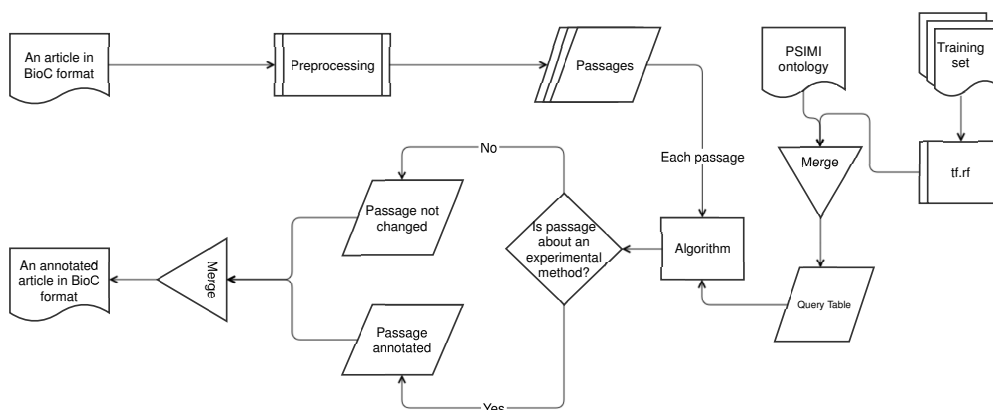 An article in
BioC format
Preprocessing
Passages
PSIMI
ontology
Training
set
No
Each passage
Merge
tf.rf
Passage not
changed
Is passage
about an
experimental
method?
Algorithm
An annotated
article in BioC
format
Merge
Query Table
Passage
annotated
Yes